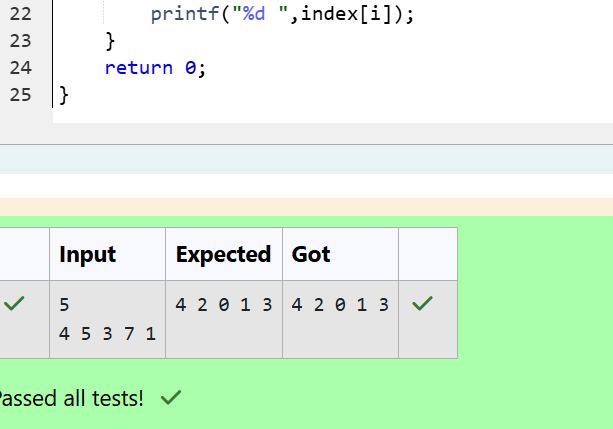 22 printf("%d ",index[i]);
23 }
24 return 0;
25 }
Input Expected Got
5 4 2 0 1 3 4 2 0 1 3
4 5 3 7 1
Passed all tests!